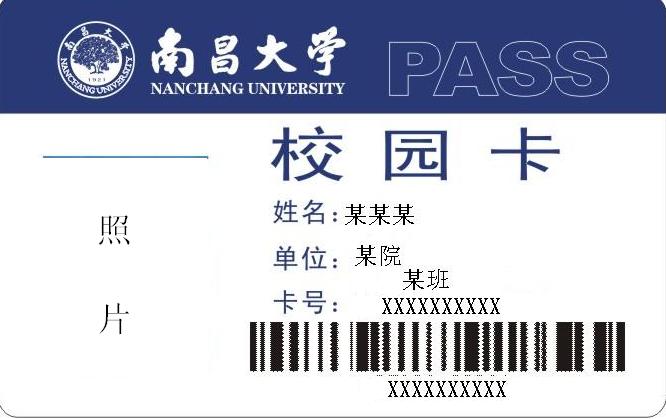 南昌大学
NANCHANG UNIVERSITY
1921
南昌大学
NANCHANG UNIVERSITY
PASS
校园卡
照
片
姓名:某某某
单位:某院
某班
卡号:XXXXXXXXXX
XXXXXXXXXX